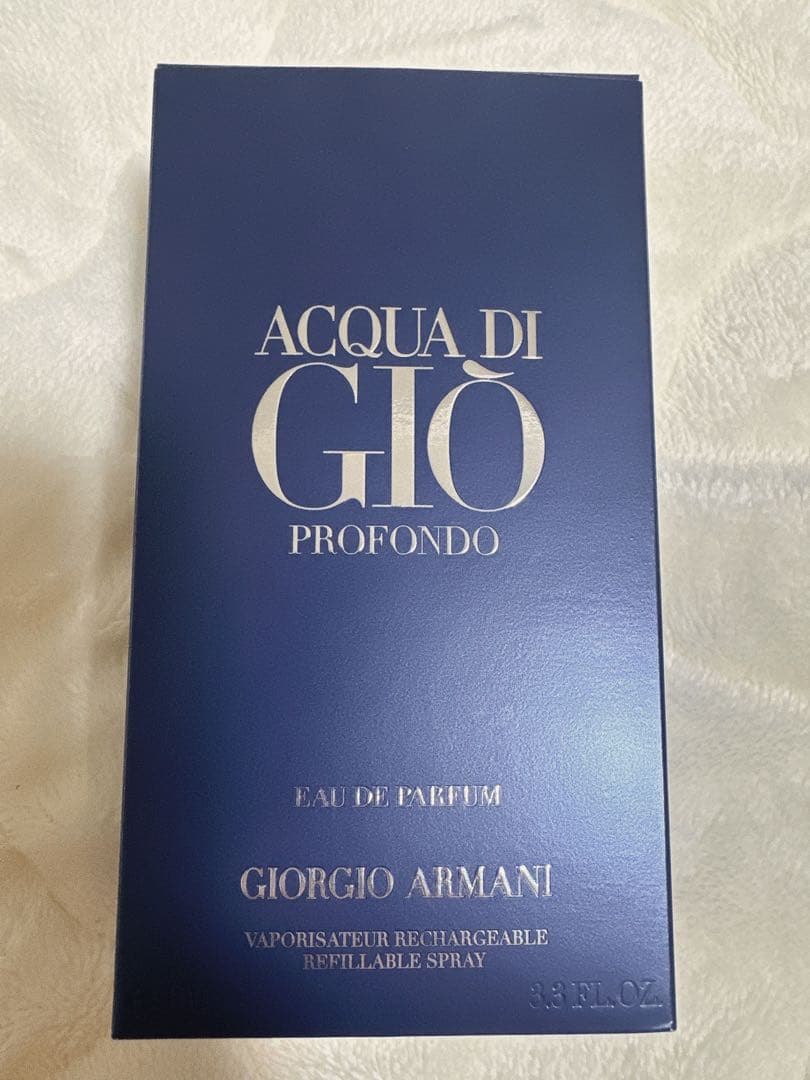 ACQUA DI
GIÒ
PROFONDO
EAU DE PARFUM
GIORGIO ARMANI
VAPORISATEUR RECHARGEABLE
REFILLABLE SPRAY
3.3 FL.OZ.